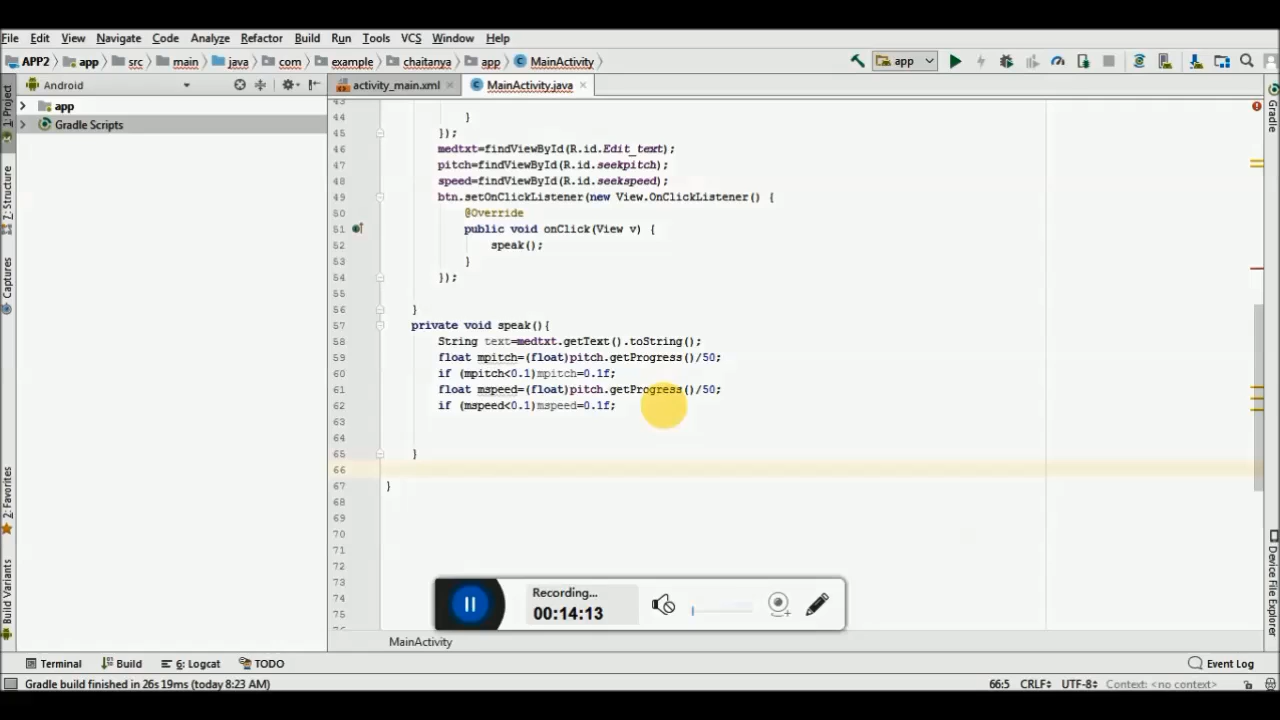 File Edit View Navigate Code Analyze Refactor Build Run Tools VCS Window Help
APP2 app src main java com example chaitanya app MainActivity app
Android activity_main.xml MainActivity.java
app
Gradle Scripts
1: Project
7: Structure
Captures
2: Favorites
Build Variants
Gradle
Device File Explorer
43
44 }
45 });
46 medtxt=findViewById(R.id.Edit_text);
47 pitch=findViewById(R.id.seekpitch);
48 speed=findViewById(R.id.seekspeed);
49 btn.setOnClickListener(new View.OnClickListener() {
50 @Override
51 public void onClick(View v) {
52 speak();
53 }
54 });
55
56 }
57 private void speak(){
58 String text=medtxt.getText().toString();
59 float mpitch=(float)pitch.getProgress()/50;
60 if (mpitch<0.1)mpitch=0.1f;
61 float mspeed=(float)pitch.getProgress()/50;
62 if (mspeed<0.1)mspeed=0.1f;
63
64
65 }
66
67 }
68
69
70
71
72
73
74
75
Recording...
00:14:13
MainActivity
Terminal Build 6: Logcat TODO Event Log
Gradle build finished in 26s 19ms (today 8:23 AM) 66:5 CRLF UTF-8 Context: <no context>